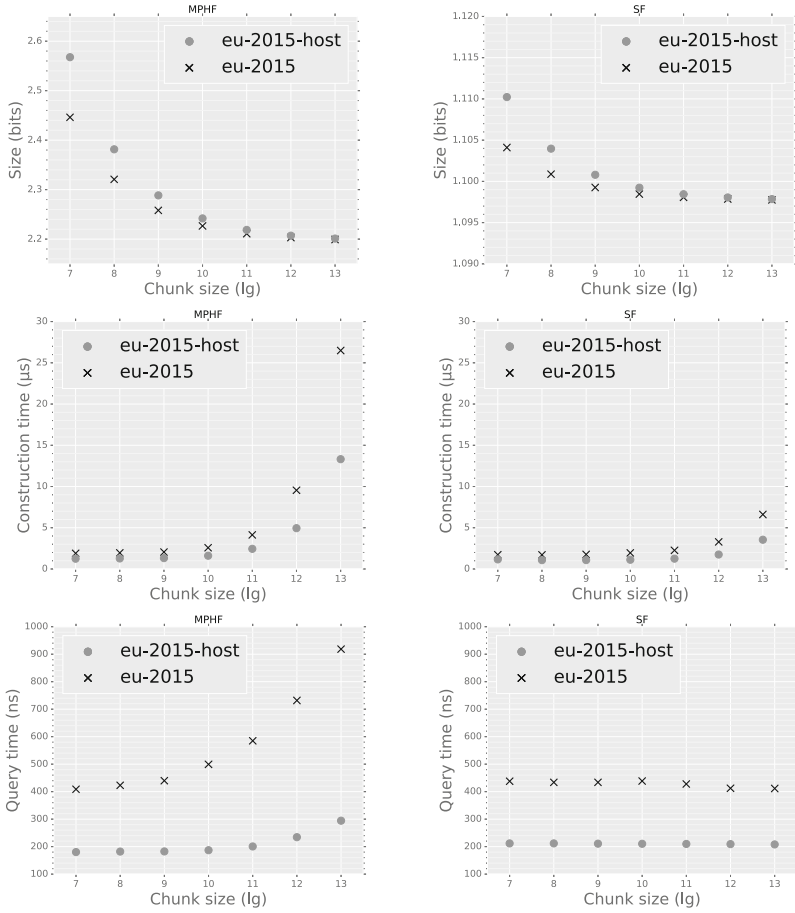 MPHF
Size (bits)
2.6
2.5
2.4
2.3
2.2
eu-2015-host
eu-2015
7 8 9 10 11 12 13
Chunk size (lg)
SF
Size (bits)
1.120
1.115
1.110
1.105
1.100
1.095
1.090
eu-2015-host
eu-2015
7 8 9 10 11 12 13
Chunk size (lg)
MPHF
Construction time (µs)
30
25
20
15
10
5
0
eu-2015-host
eu-2015
7 8 9 10 11 12 13
Chunk size (lg)
SF
Construction time (µs)
30
25
20
15
10
5
0
eu-2015-host
eu-2015
7 8 9 10 11 12 13
Chunk size (lg)
MPHF
Query time (ns)
1000
900
800
700
600
500
400
300
200
100
eu-2015-host
eu-2015
7 8 9 10 11 12 13
Chunk size (lg)
SF
Query time (ns)
1000
900
800
700
600
500
400
300
200
100
eu-2015-host
eu-2015
7 8 9 10 11 12 13
Chunk size (lg)